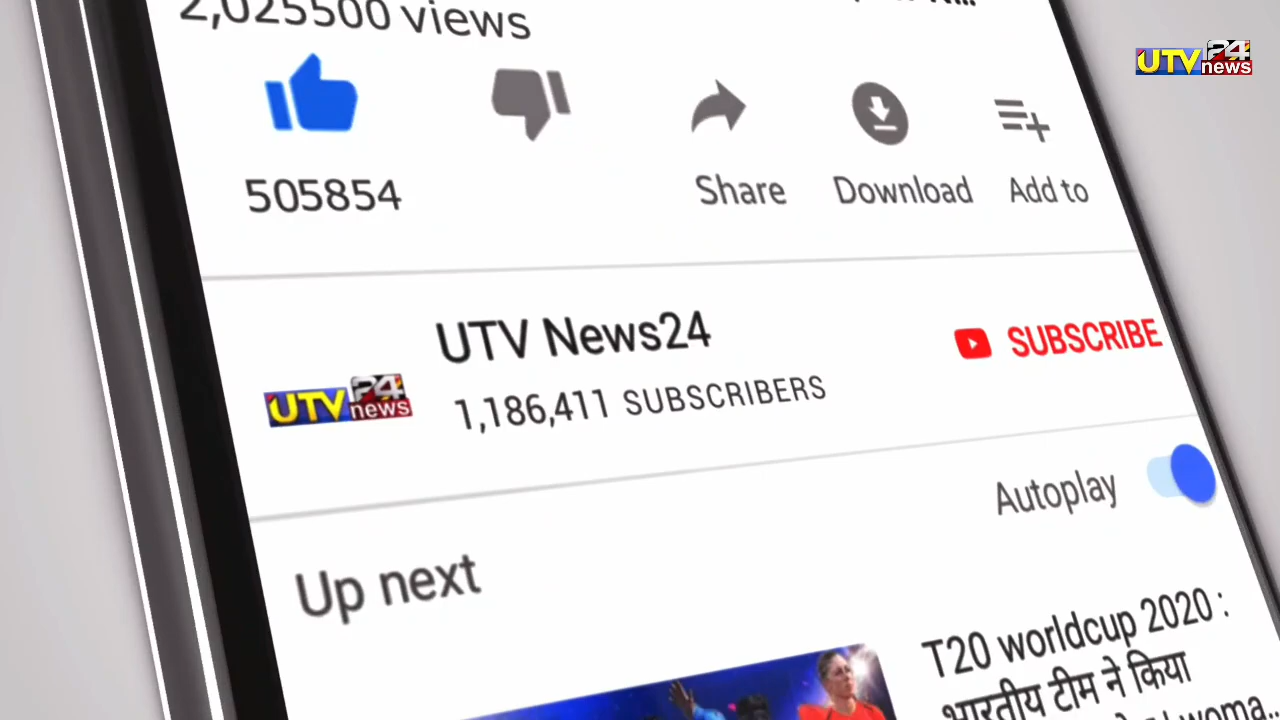 2,025500 views
UTV 24 news
505854
Share
Download
Add to
UTV News24
UTV 24 news
1,186,411 SUBSCRIBERS
SUBSCRIBE
Autoplay
Up next
T20 worldcup 2020 :
भारतीय टीम ने किया
woma..